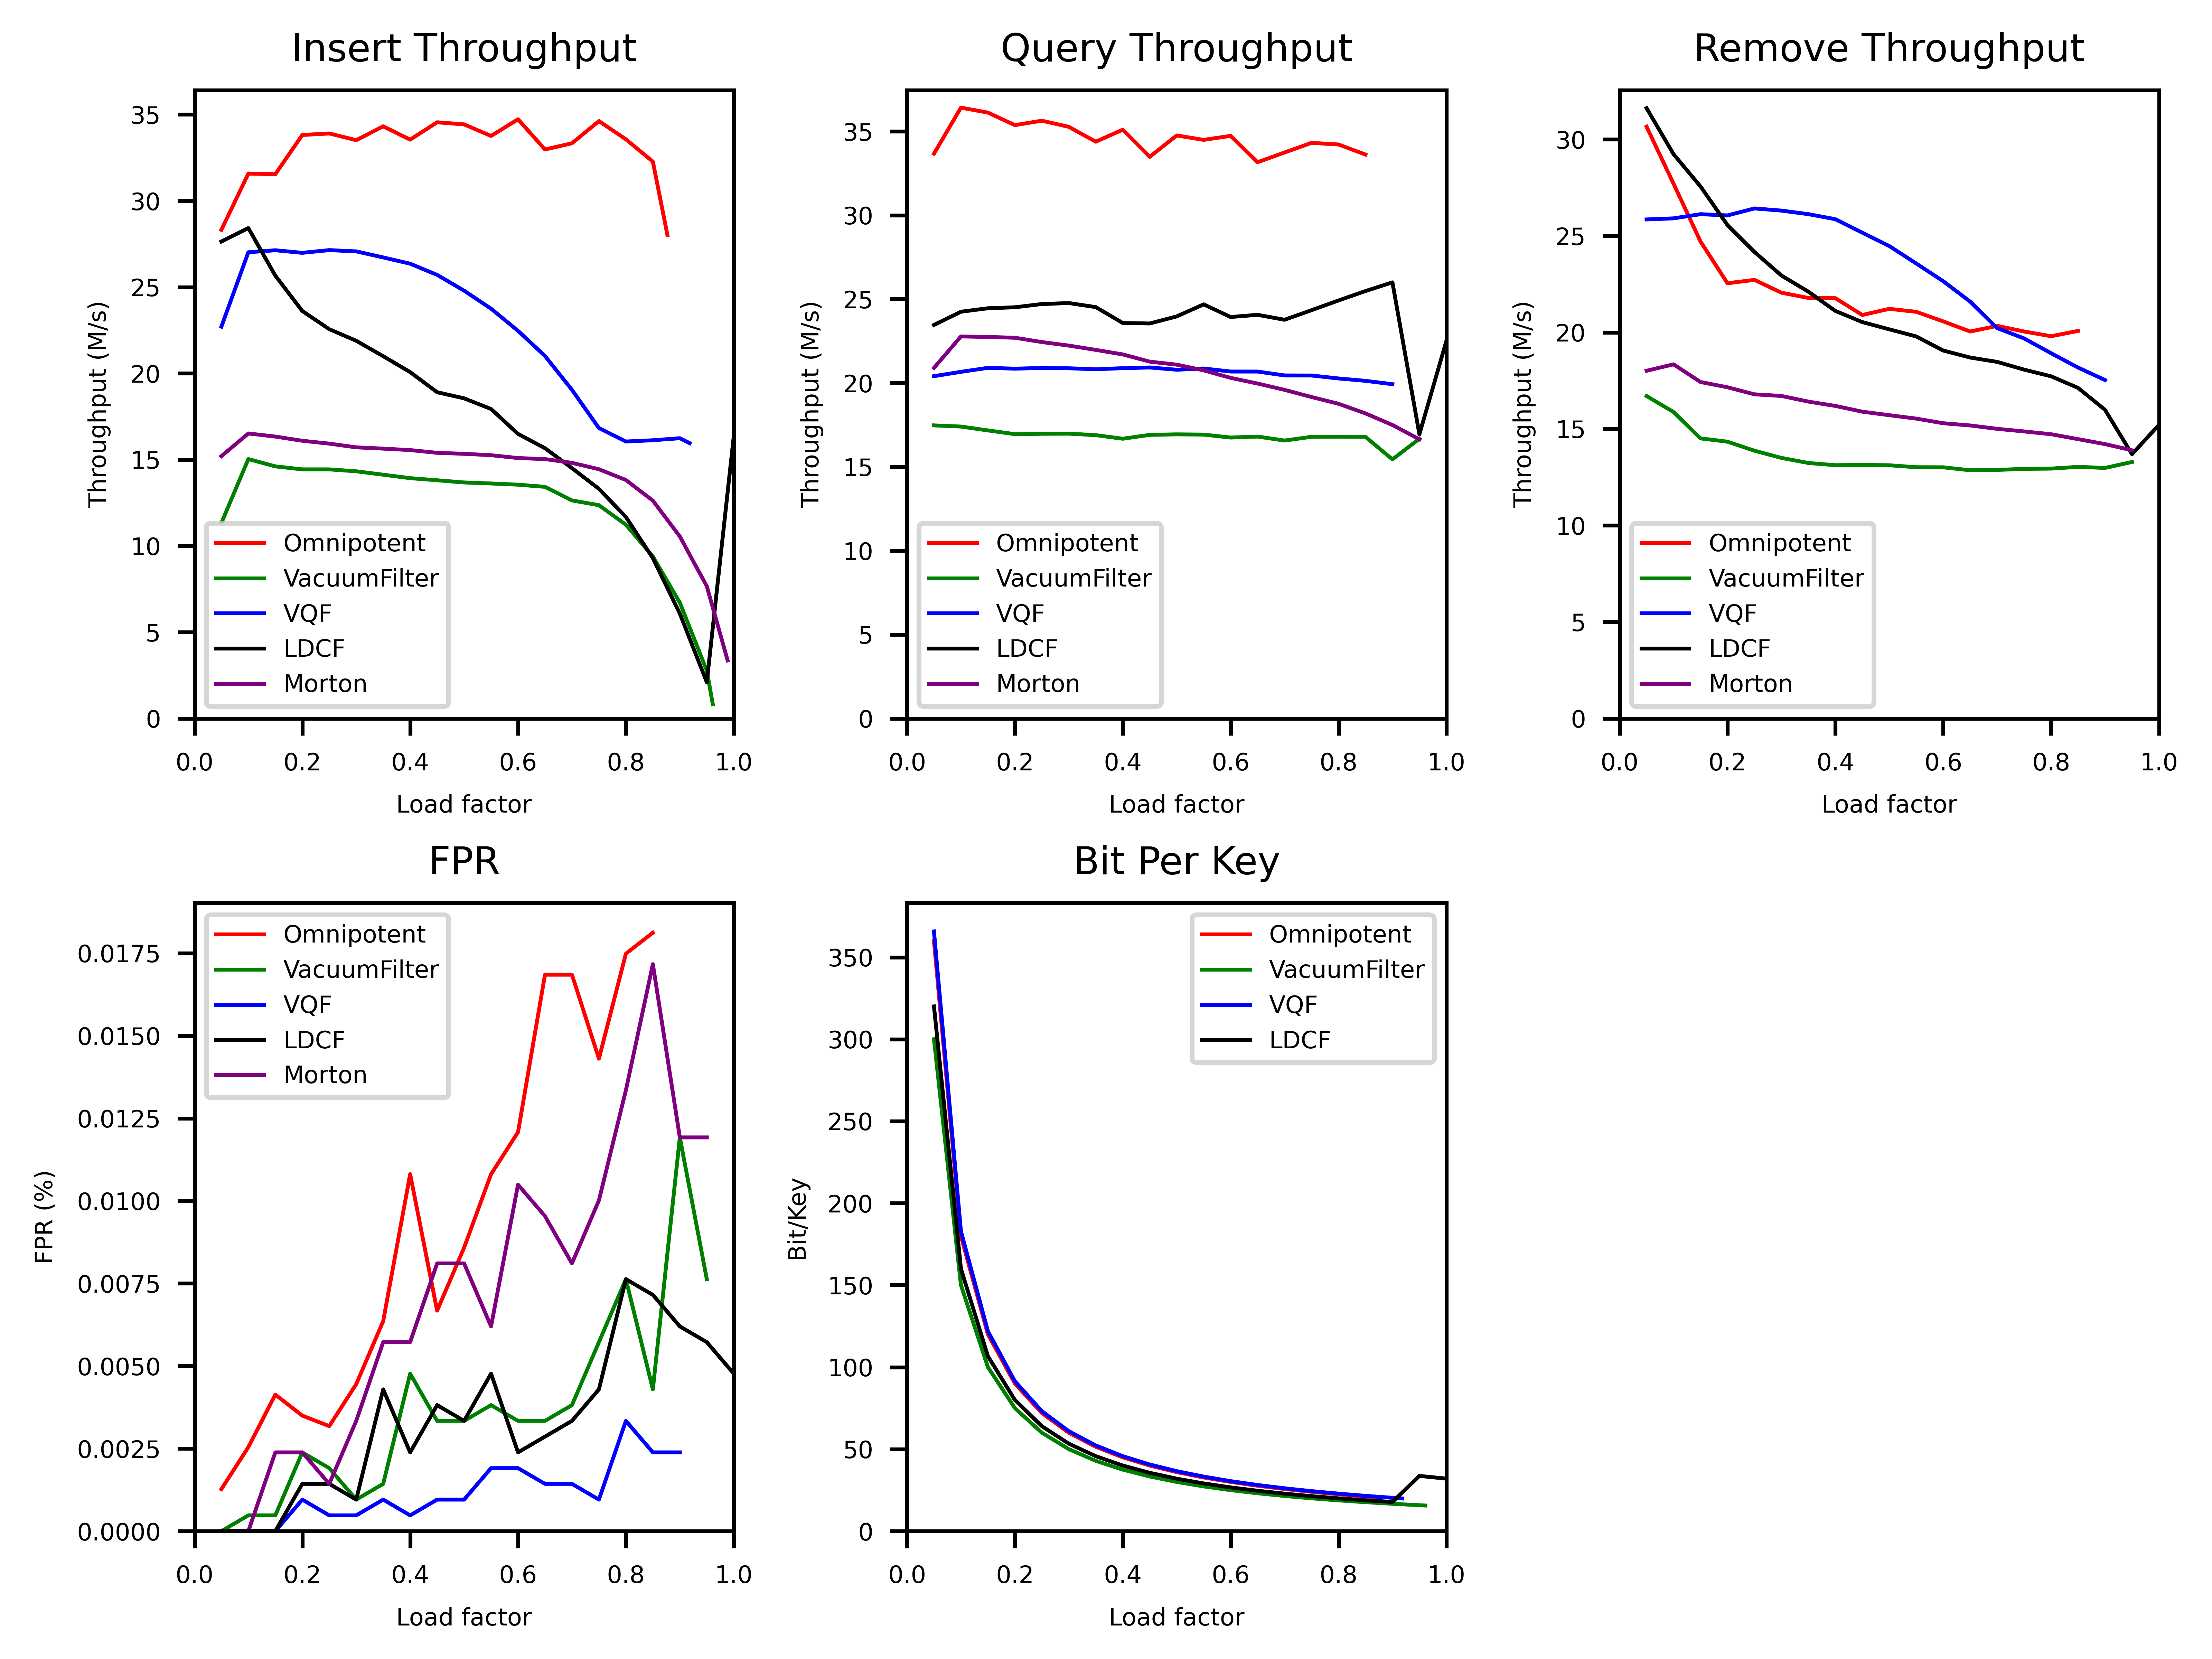 Insert Throughput
Throughput (M/s)
35
30
25
20
15
10
5
0
Omnipotent
VacuumFilter
VQF
LDCF
Morton
0.0 0.2 0.4 0.6 0.8 1.0
Load factor
Query Throughput
Throughput (M/s)
35
30
25
20
15
10
5
0
Omnipotent
VacuumFilter
VQF
LDCF
Morton
0.0 0.2 0.4 0.6 0.8 1.0
Load factor
Remove Throughput
Throughput (M/s)
30
25
20
15
10
5
0
Omnipotent
VacuumFilter
VQF
LDCF
Morton
0.0 0.2 0.4 0.6 0.8 1.0
Load factor
FPR
FPR (%)
0.0175
0.0150
0.0125
0.0100
0.0075
0.0050
0.0025
0.0000
Omnipotent
VacuumFilter
VQF
LDCF
Morton
0.0 0.2 0.4 0.6 0.8 1.0
Load factor
Bit Per Key
Bit/Key
350
300
250
200
150
100
50
0
Omnipotent
VacuumFilter
VQF
LDCF
0.0 0.2 0.4 0.6 0.8 1.0
Load factor